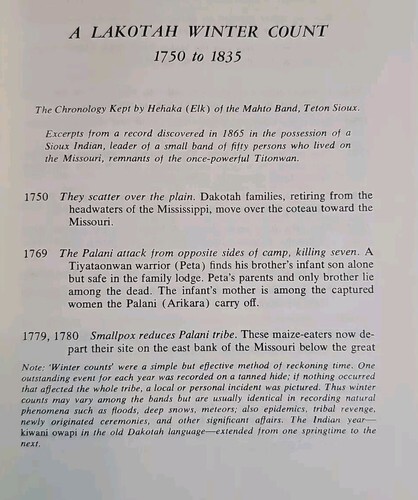 A LAKOTAH WINTER COUNT
1750 to 1835
The Chronology Kept by Hehaka (Elk) of the Mahto Band, Teton Sioux.
Excerpts from a record discovered in 1865 in the possession of a
Sioux Indian, leader of a small band of fifty persons who lived on
the Missouri, remnants of the once-powerful Titonwan.
1750 They scatter over the plain. Dakotah families, retiring from the
headwaters of the Mississippi, move over the coteau toward the
Missouri.
1769 The Palani attack from opposite sides of camp, killing seven. A
Tiyataonwan warrior (Peta) finds his brother's infant son alone
but safe in the family lodge. Peta's parents and only brother lie
among the dead. The infant's mother is among the captured
women the Palani (Arikara) carry off.
1779, 1780 Smallpox reduces Palani tribe. These maize-eaters now de-
part their site on the east bank of the Missouri below the great
Note: 'Winter counts' were a simple but effective method of reckoning time. One
outstanding event for each year was recorded on a tanned hide; if nothing occurred
that affected the whole tribe, a local or personal incident was pictured. Thus winter
counts may vary among the bands but are usually identical in recording natural
phenomena such as floods, deep snows, meteors; also epidemics, tribal revenge,
newly originated ceremonies, and other significant affairs. The Indian year—
kiwani owapi in the old Dakotah language—extended from one springtime to the
next.